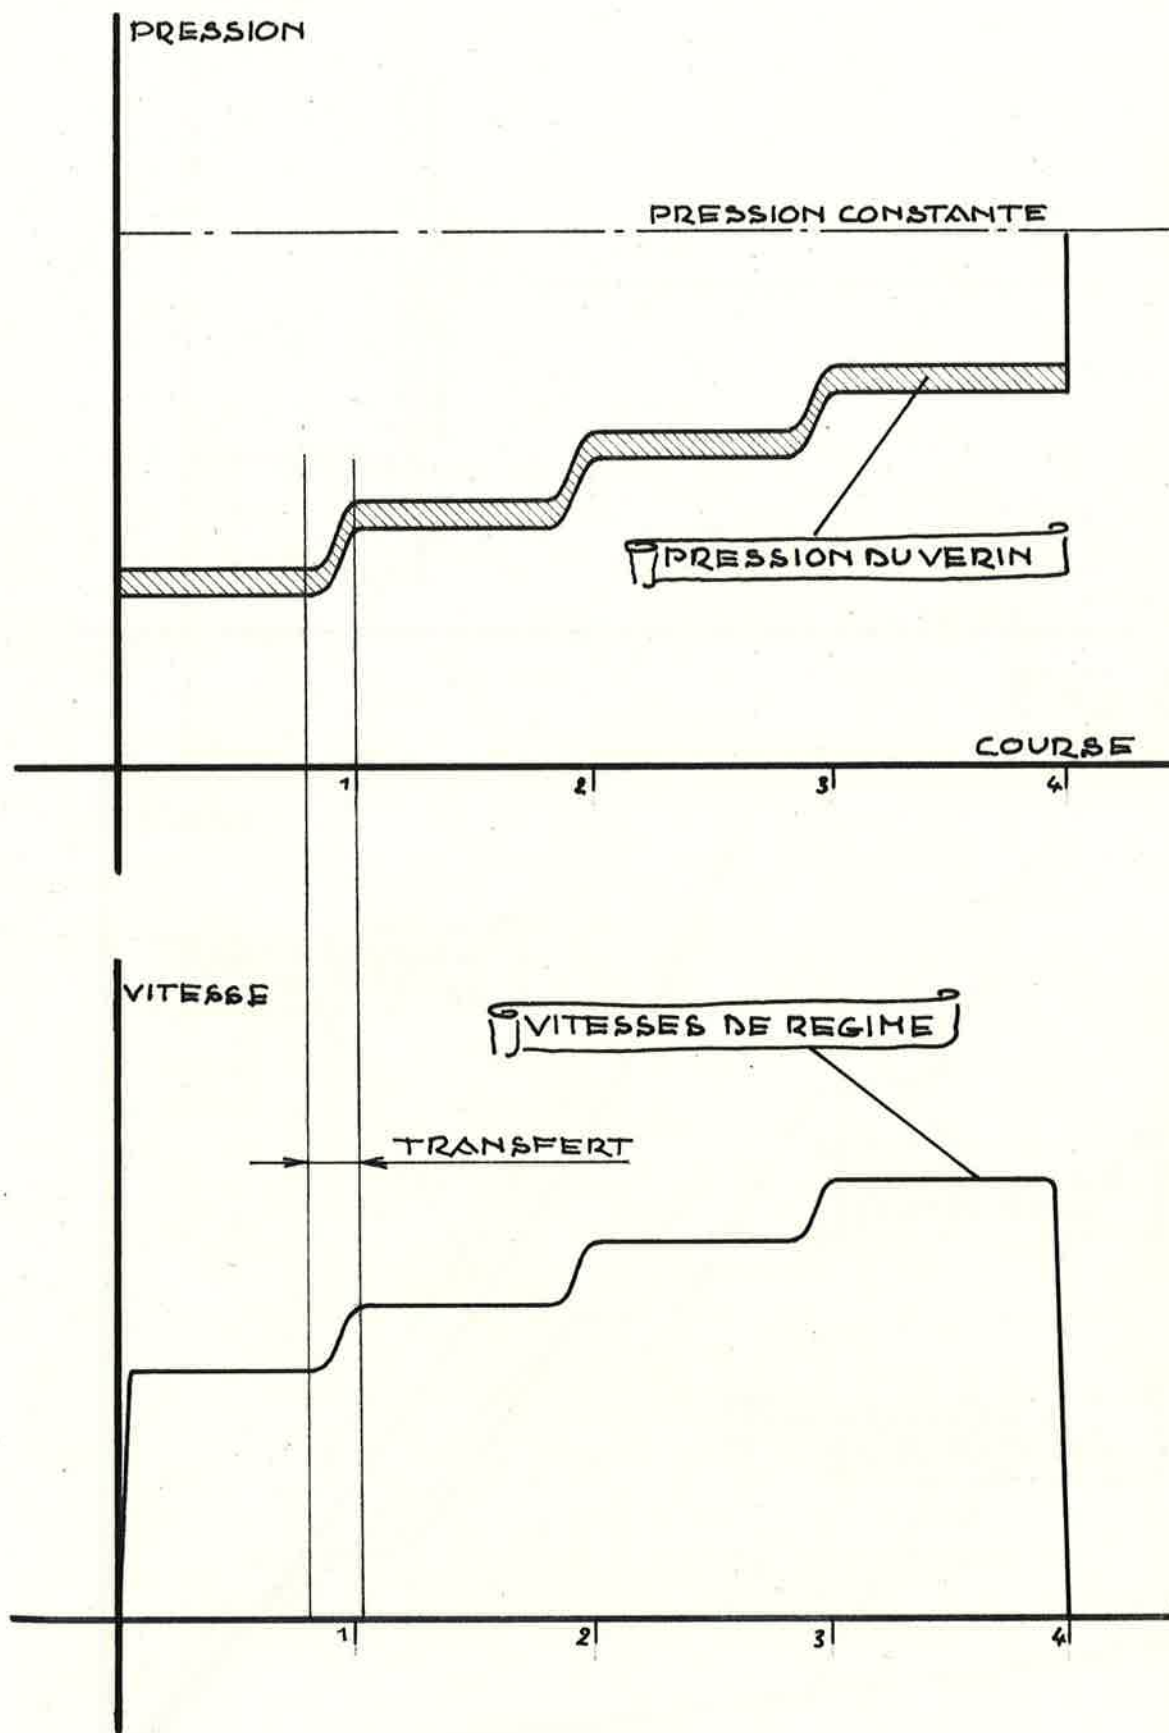 PRESSION
PRESSION CONSTANTE
PRESSION DU VERIN
COURSE
1 2 3 4
VITESSE
VITESSES DE REGIME
TRANSFERT
1 2 3 4